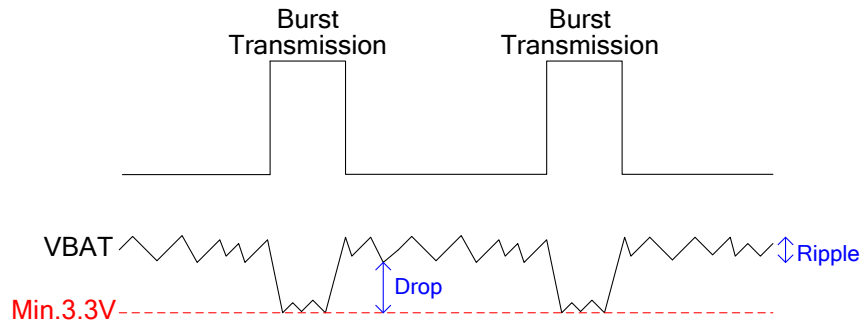 Burst
Transmission
Burst
Transmission
VBAT
Ripple
Drop
Min.3.3V